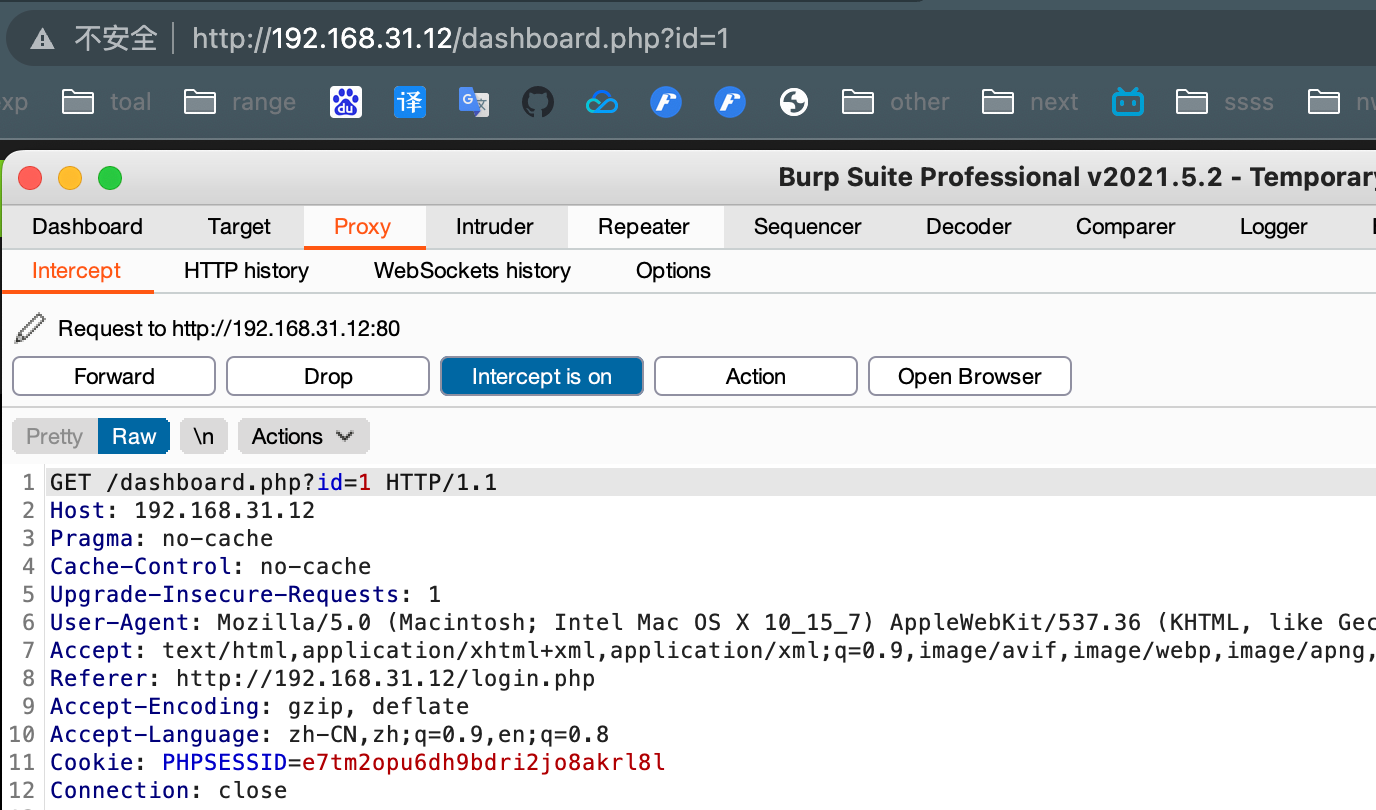 不安全 http://192.168.31.12/dashboard.php?id=1
xp toal range 译 other next ssss
Burp Suite Professional v2021.5.2 - Temporary
Dashboard Target Proxy Intruder Repeater Sequencer Decoder Comparer Logger
Intercept HTTP history WebSockets history Options
Request to http://192.168.31.12:80
Forward Drop Intercept is on Action Open Browser
Pretty Raw \n Actions
1 GET /dashboard.php?id=1 HTTP/1.1
2 Host: 192.168.31.12
3 Pragma: no-cache
4 Cache-Control: no-cache
5 Upgrade-Insecure-Requests: 1
6 User-Agent: Mozilla/5.0 (Macintosh; Intel Mac OS X 10_15_7) AppleWebKit/537.36 (KHTML, like Gec
7 Accept: text/html,application/xhtml+xml,application/xml;q=0.9,image/avif,image/webp,image/apng,
8 Referer: http://192.168.31.12/login.php
9 Accept-Encoding: gzip, deflate
10 Accept-Language: zh-CN,zh;q=0.9,en;q=0.8
11 Cookie: PHPSESSID=e7tm2opu6dh9bdri2jo8akrl8l
12 Connection: close